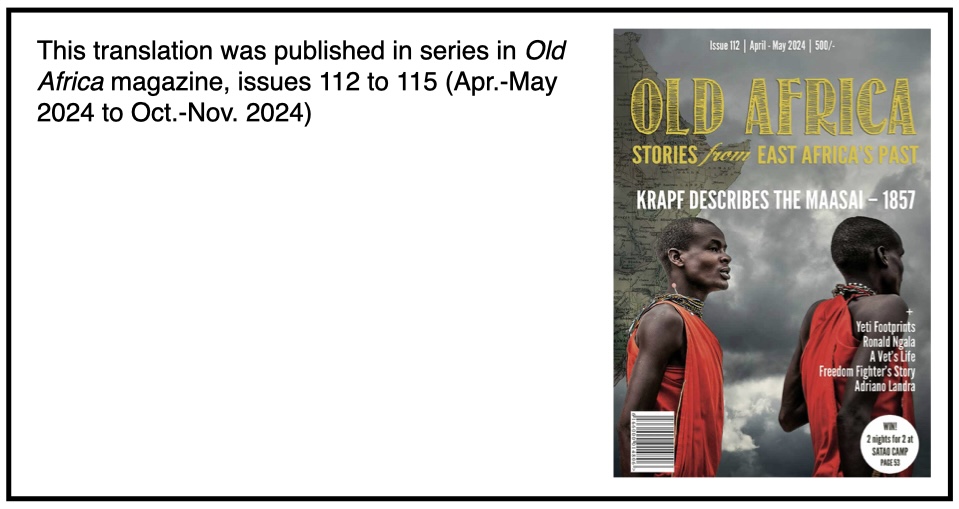 This translation was published in series in Old
Africa magazine, issues 112 to 115 (Apr.-May
2024 to Oct.-Nov. 2024)
Issue 112 | April - May 2024 | 500/-
OLD AFRICA
STORIES from EAST AFRICA'S PAST
KRAPF DESCRIBES THE MAASAI – 1857
+
Yeti Footprints
Ronald Ngala
A Vet's Life
Freedom Fighter's Story
Adriano Landra
WIN!
2 nights for 2 at
SATAO CAMP
PAGE 53